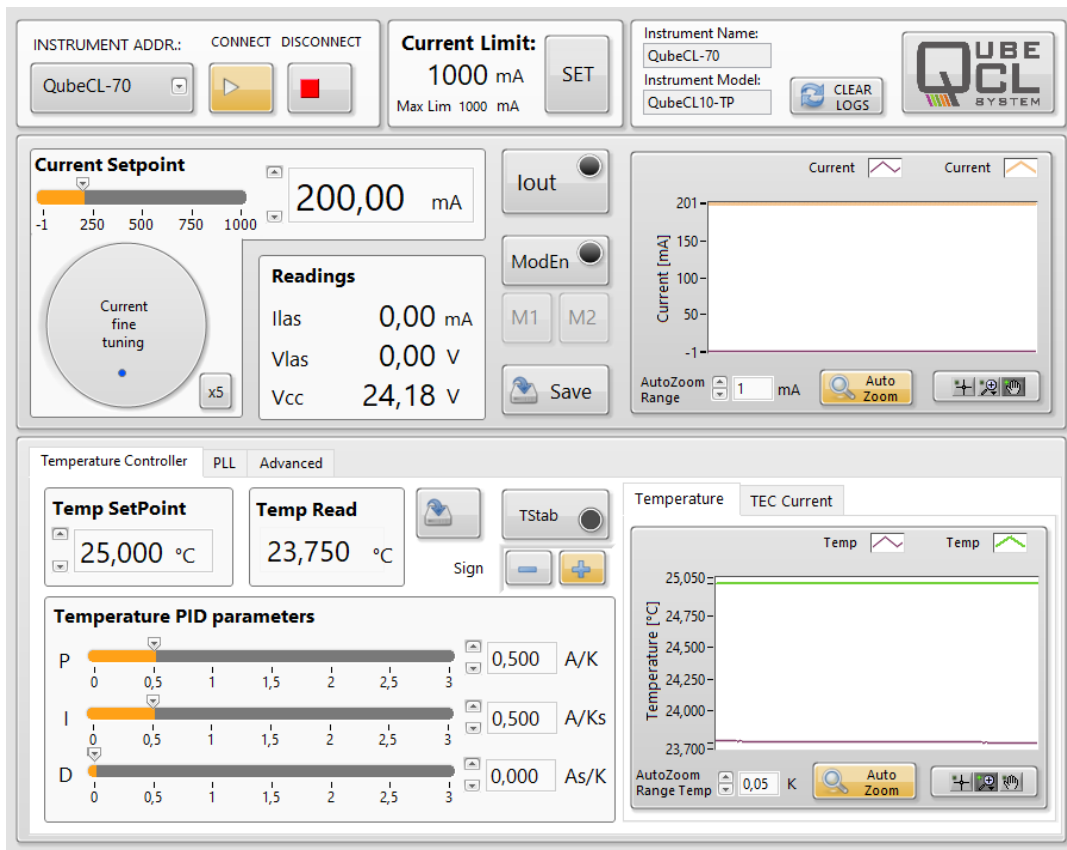 INSTRUMENT ADDR.: CONNECT DISCONNECT
QubeCL-70
Current Limit:
1000 mA
Max Lim 1000 mA
SET
Instrument Name:
QubeCL-70
Instrument Model:
QubeCL10-TP
CLEAR
LOGS
QUBE
CL
SYSTEM
Current Setpoint
-1 250 500 750 1000
200,00 mA
Current
fine
tuning
x5
Readings
Ilas 0,00 mA
Vlas 0,00 V
Vcc 24,18 V
Iout
ModEn
M1 M2
Save
Current Current
201
150
100
50
-1
Current [mA]
AutoZoom
Range 1 mA
Auto
Zoom
Temperature Controller PLL Advanced
Temp SetPoint
25,000 °C
Temp Read
23,750 °C
TStab
Sign
Temperature PID parameters
P 0,500 A/K
0 0,5 1 1,5 2 2,5 3
I 0,500 A/Ks
0 0,5 1 1,5 2 2,5 3
D 0,000 As/K
0 0,5 1 1,5 2 2,5 3
Temperature TEC Current
Temp Temp
25,050
24,750
24,500
24,250
24,000
23,700
Temperature [°C]
AutoZoom
Range Temp 0,05 K
Auto
Zoom